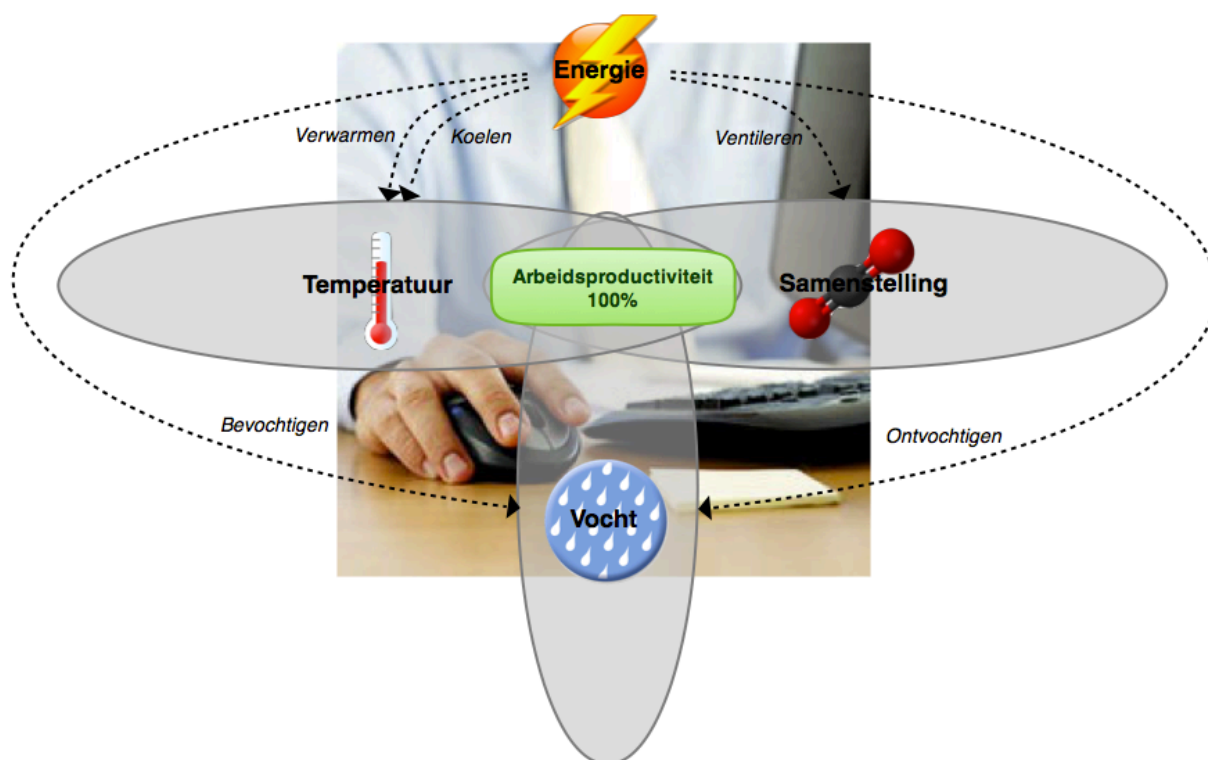 Energie
Verwarmen
Koelen
Ventileren
Temperatuur
Arbeidsproductiviteit
100%
Samenstelling
Bevochtigen
Ontvochtigen
Vocht